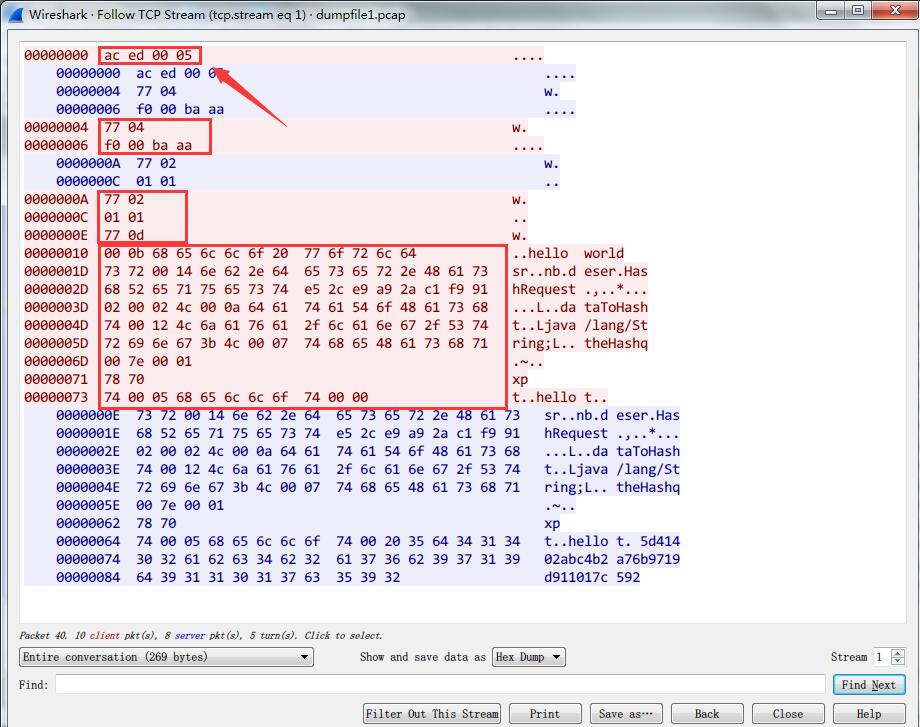 Wireshark · Follow TCP Stream (tcp.stream eq 1) · dumpfile1.pcap
00000000 ac ed 00 05 ....
00000000 ac ed 00 05 ....
00000004 77 04 w.
00000006 f0 00 ba aa ....
00000004 77 04 w.
00000006 f0 00 ba aa ....
0000000A 77 02 w.
0000000C 01 01 ..
0000000A 77 02 w.
0000000C 01 01 ..
0000000E 77 0d w.
00000010 00 0b 68 65 6c 6c 6f 20 77 6f 72 6c 64 ..hello world
0000001D 73 72 00 14 6e 62 2e 64 65 73 65 72 2e 48 61 73 sr..nb.d eser.Has
0000002D 68 52 65 71 75 65 73 74 e5 2c e9 a9 2a c1 f9 91 hRequest .,..*...
0000003D 02 00 02 4c 00 0a 64 61 74 61 54 6f 48 61 73 68 ...L..da taToHash
0000004D 74 00 12 4c 6a 61 76 61 2f 6c 61 6e 67 2f 53 74 t..Ljava /lang/St
0000005D 72 69 6e 67 3b 4c 00 07 74 68 65 48 61 73 68 71 ring;L.. theHashq
0000006D 00 7e 00 01 .~..
00000071 78 70 xp
00000073 74 00 05 68 65 6c 6c 6f 74 00 00 t..hello t..
0000000E 73 72 00 14 6e 62 2e 64 65 73 65 72 2e 48 61 73 sr..nb.d eser.Has
0000001E 68 52 65 71 75 65 73 74 e5 2c e9 a9 2a c1 f9 91 hRequest .,..*...
0000002E 02 00 02 4c 00 0a 64 61 74 61 54 6f 48 61 73 68 ...L..da taToHash
0000003E 74 00 12 4c 6a 61 76 61 2f 6c 61 6e 67 2f 53 74 t..Ljava /lang/St
0000004E 72 69 6e 67 3b 4c 00 07 74 68 65 48 61 73 68 71 ring;L.. theHashq
0000005E 00 7e 00 01 .~..
00000062 78 70 xp
00000064 74 00 05 68 65 6c 6c 6f 74 00 20 35 64 34 31 34 t..hello t. 5d414
00000074 30 32 61 62 63 34 62 32 61 37 36 62 39 37 31 39 02abc4b2 a76b9719
00000084 64 39 31 31 30 31 37 63 35 39 32 d911017c 592
Packet 40. 10 client pkt(s), 8 server pkt(s), 5 turn(s). Click to select.
Entire conversation (269 bytes) Show and save data as Hex Dump Stream 1
Find: Find Next
Filter Out This Stream Print Save as… Back Close Help